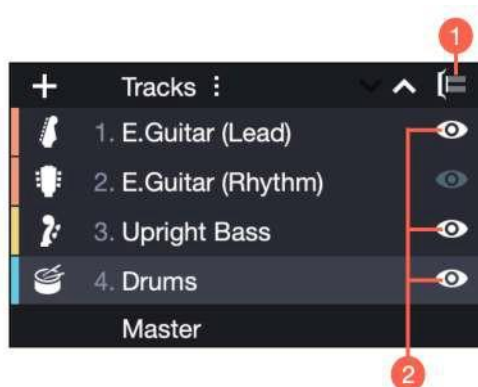 1
Tracks
1. E.Guitar (Lead)
2. E.Guitar (Rhythm)
3. Upright Bass
4. Drums
Master
2